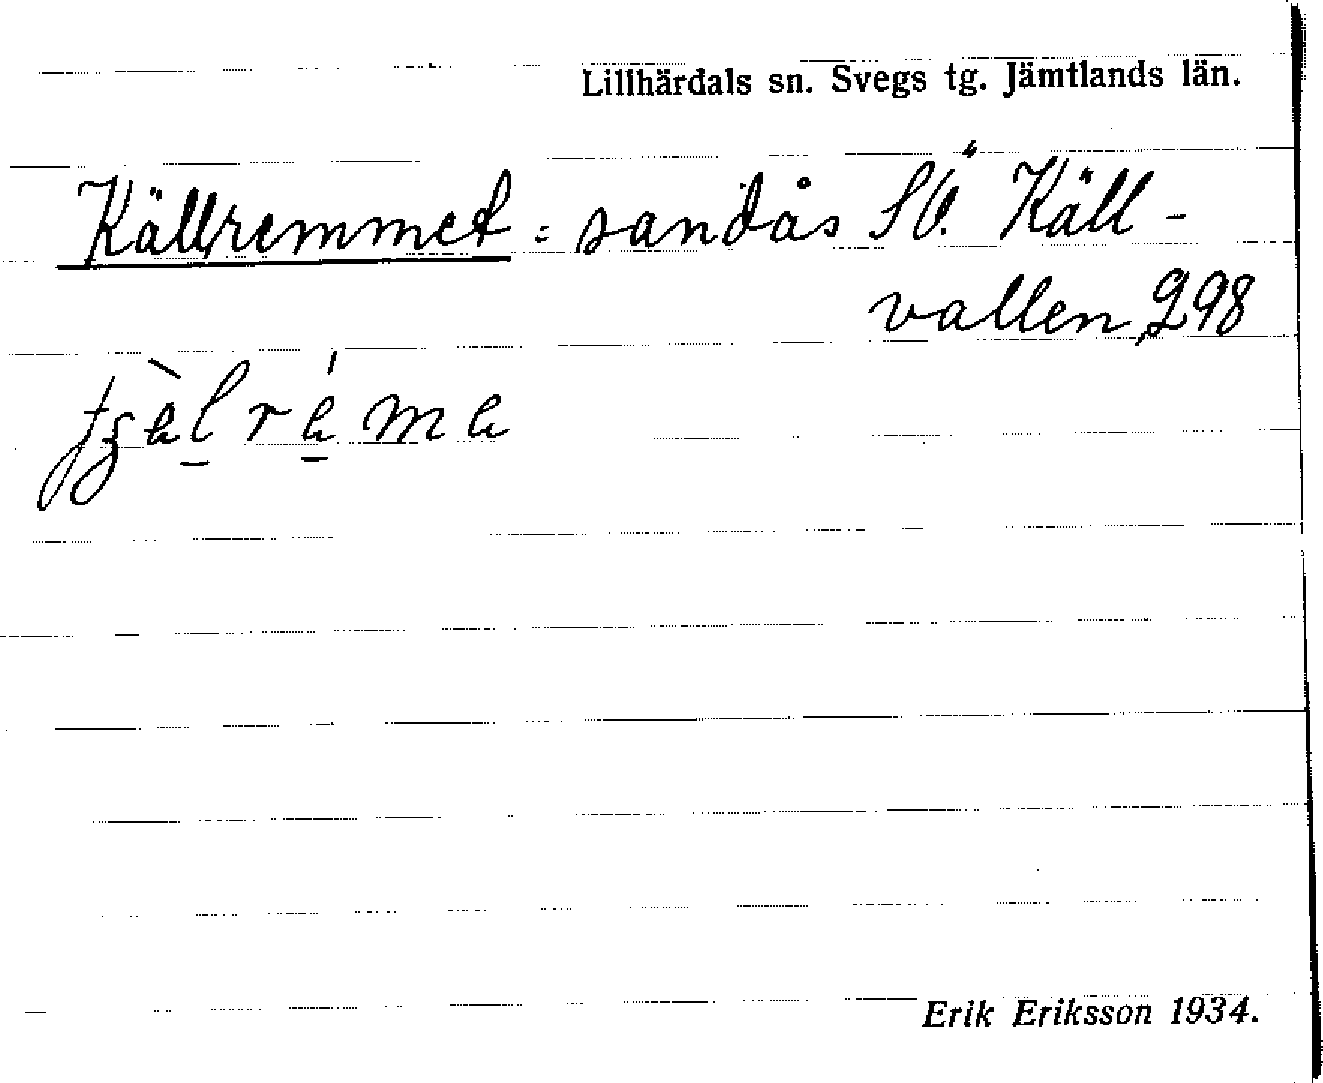 Lillhärdals sn. Svegs tg. Jämtlands län.
Källremmet = sandås SV. Käll-
vallen, 298
Erik Eriksson 1934.